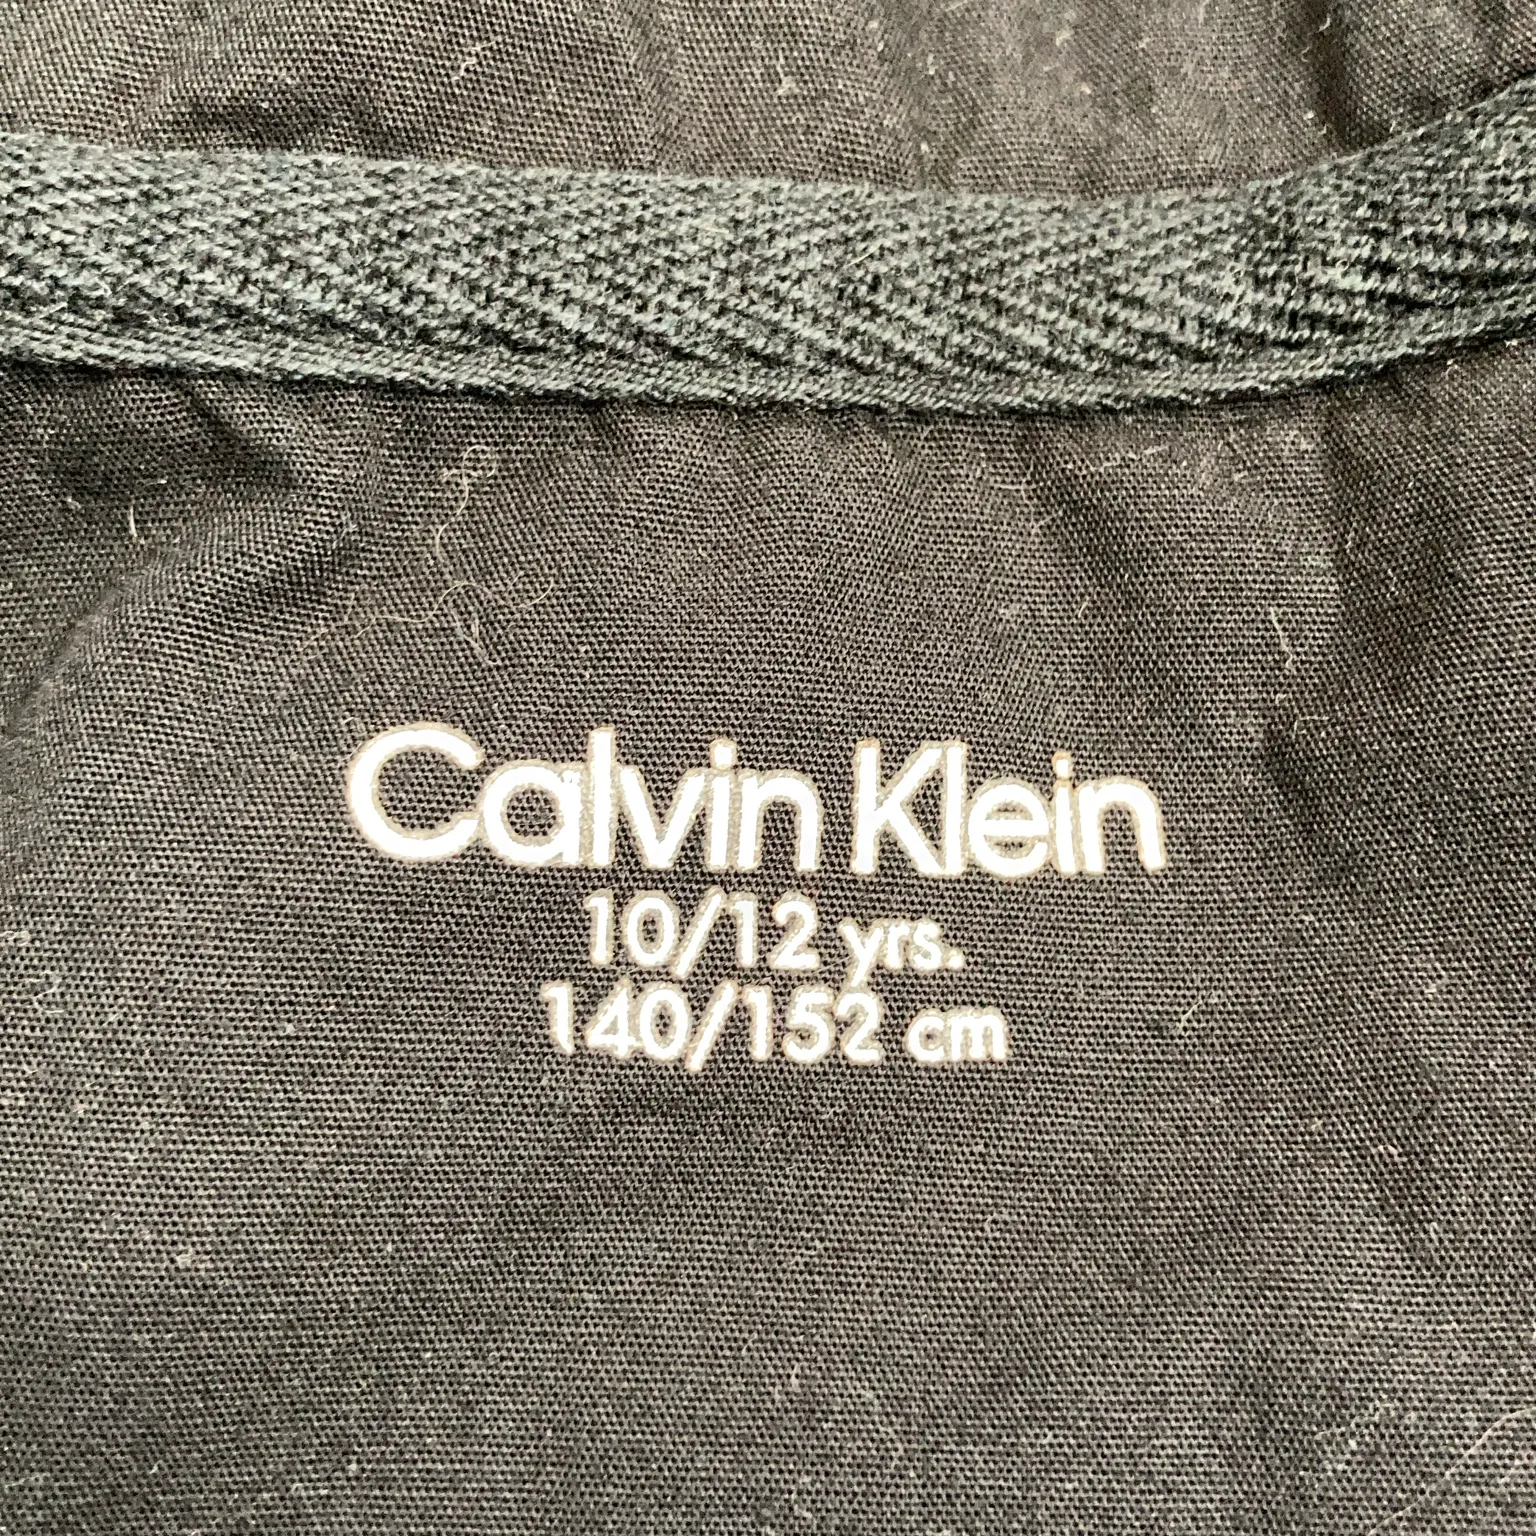 Calvin Klein
10/12 yrs.
140/152 cm